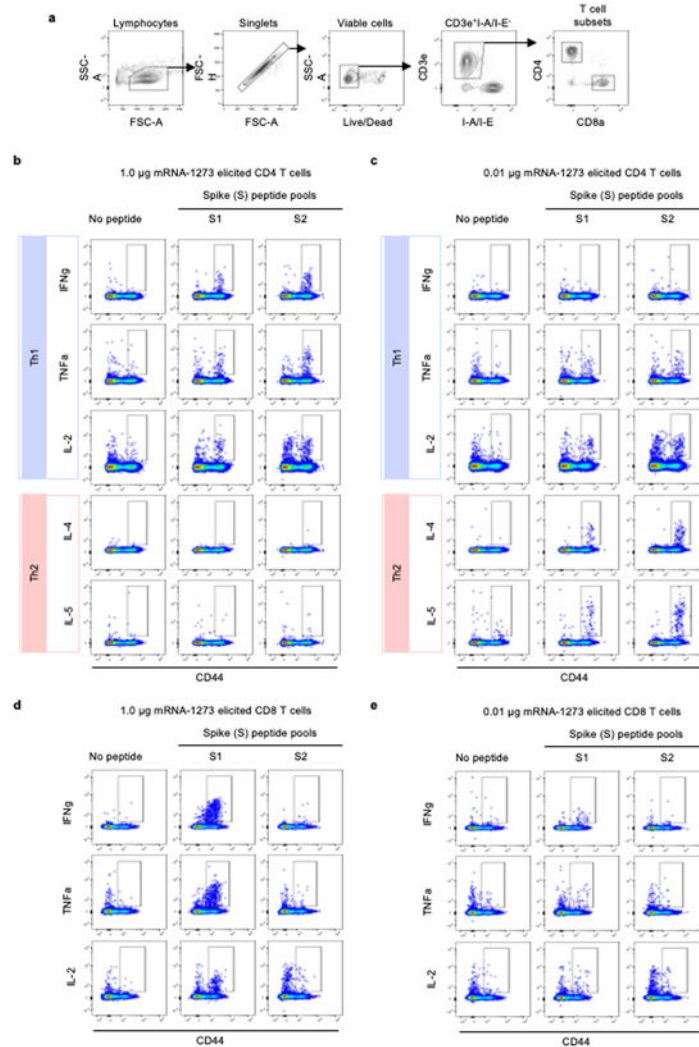 a
Lymphocytes
Singlets
Viable cells
CD3e+I-A/I-E-
T cell
subsets
SSC-
A
FSC-
H
SSC-
A
CD3e
CD4
FSC-A
FSC-A
Live/Dead
I-A/I-E
CD8a
b
1.0 µg mRNA-1273 elicited CD4 T cells
Spike (S) peptide pools
No peptide
S1
S2
Th1
IFNg
TNFa
IL-2
Th2
IL-4
IL-5
CD44
c
0.01 µg mRNA-1273 elicited CD4 T cells
Spike (S) peptide pools
No peptide
S1
S2
Th1
IFNg
TNFa
IL-2
Th2
IL-4
IL-5
CD44
d
1.0 µg mRNA-1273 elicited CD8 T cells
Spike (S) peptide pools
No peptide
S1
S2
IFNg
TNFa
IL-2
CD44
e
0.01 µg mRNA-1273 elicited CD8 T cells
Spike (S) peptide pools
No peptide
S1
S2
IFNg
TNFa
IL-2
CD44